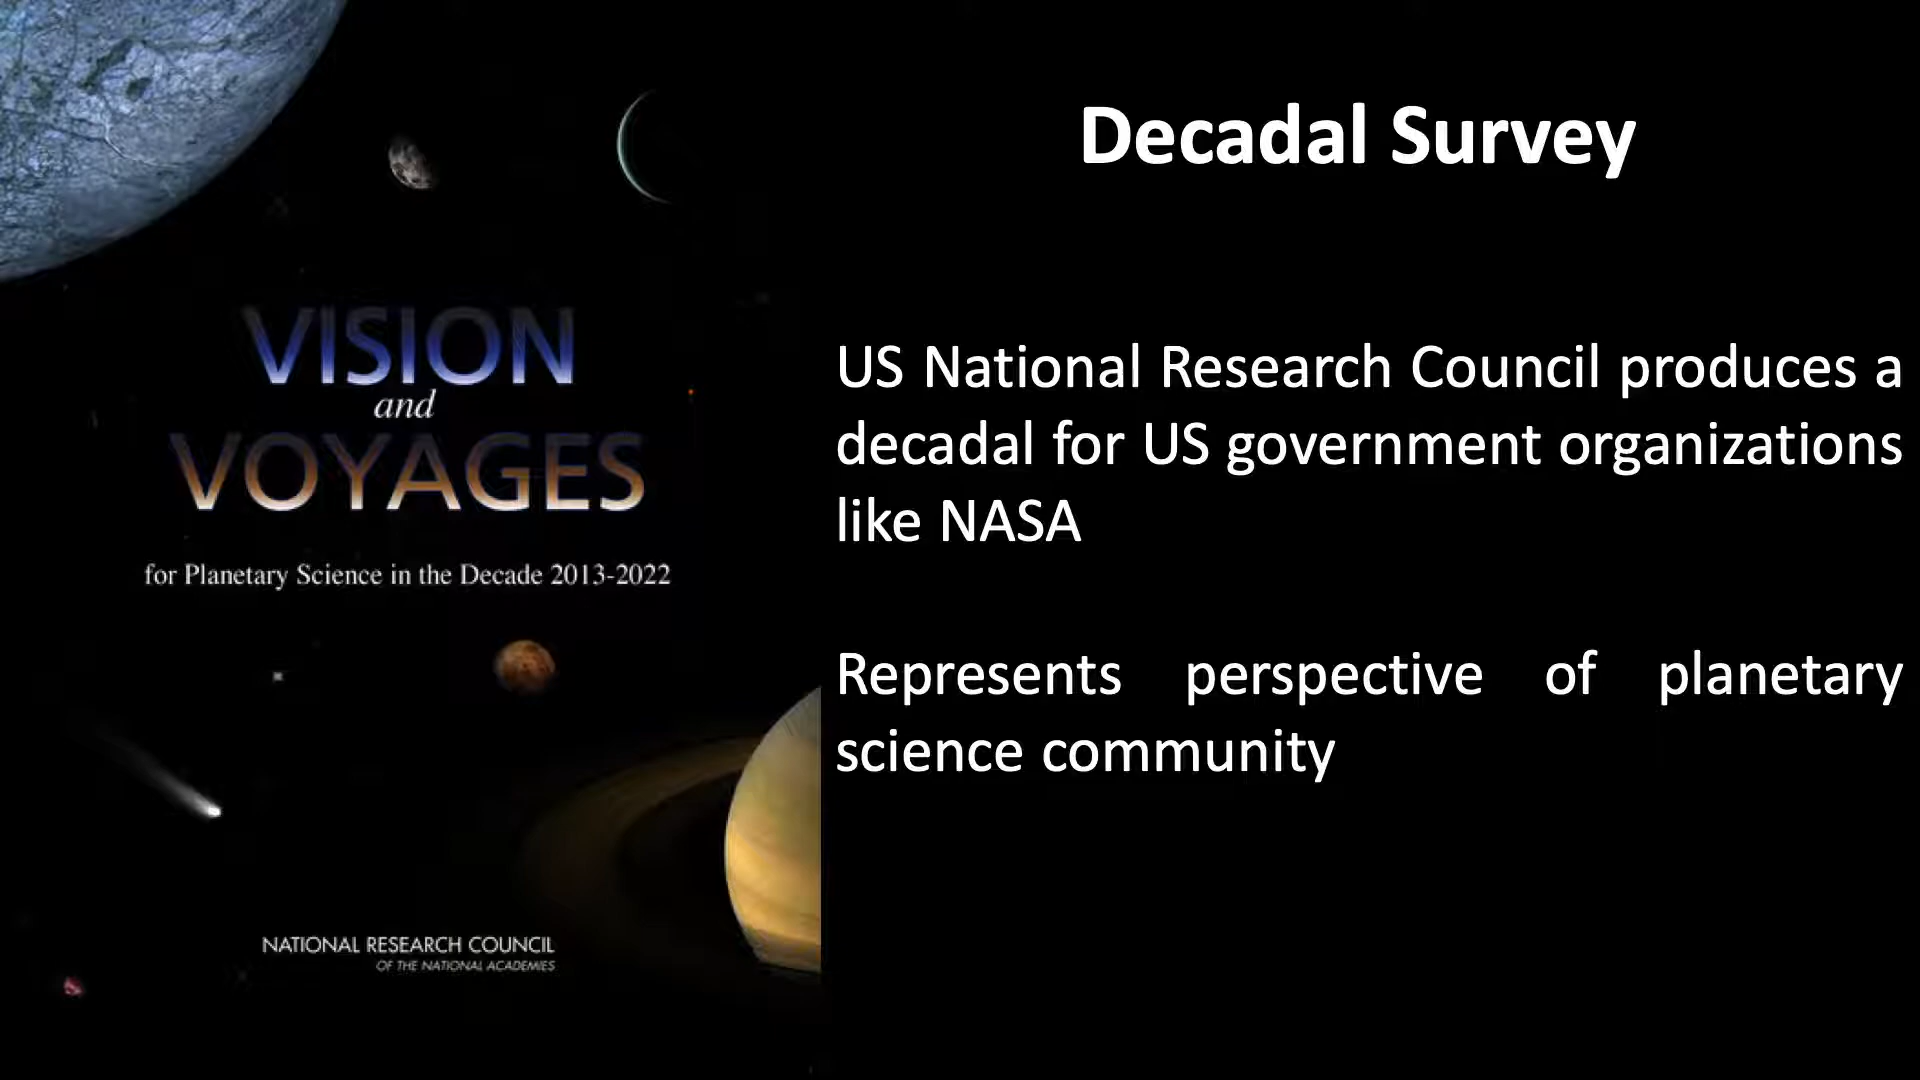 VISION
and
VOYAGES
for Planetary Science in the Decade 2013-2022
NATIONAL RESEARCH COUNCIL
OF THE NATIONAL ACADEMIES
Decadal Survey
US National Research Council produces a
decadal for US government organizations
like NASA
Represents perspective of planetary
science community